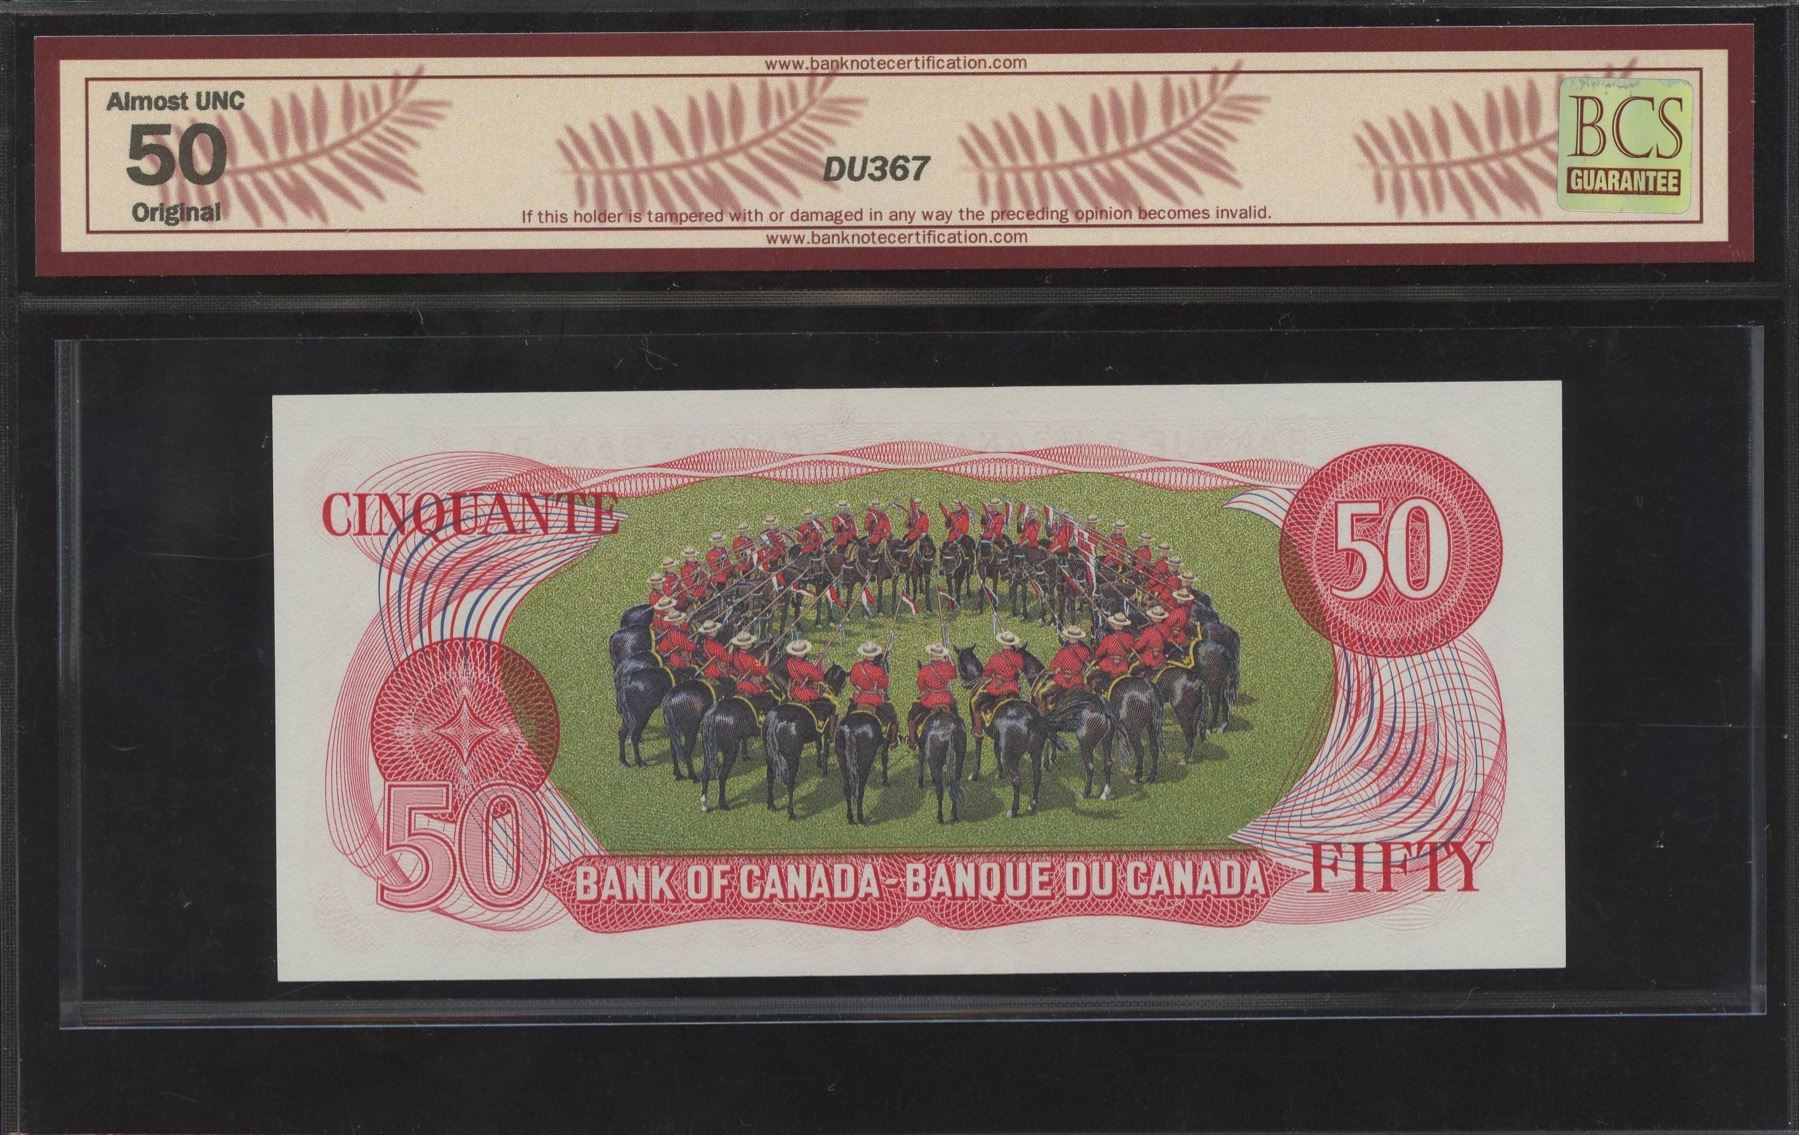 www.banknotecertification.com
Almost UNC
50
Original
DU367
If this holder is tampered with or damaged in any way the preceding opinion becomes invalid.
www.banknotecertification.com
BCS
GUARANTEE
CINQUANTE
50
50
BANK OF CANADA-BANQUE DU CANADA
FIFTY